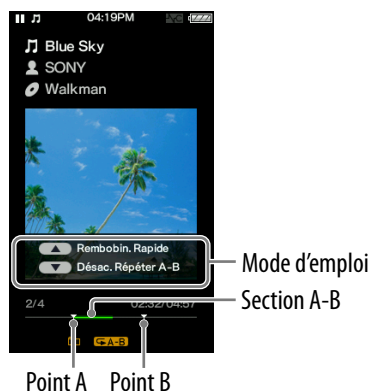 04:19PM
Blue Sky
SONY
Walkman
Rembobin. Rapide
Désac. Répéter A-B
Mode d'emploi
Section A-B
2/4 02:32/04:57
A-B
Point A Point B